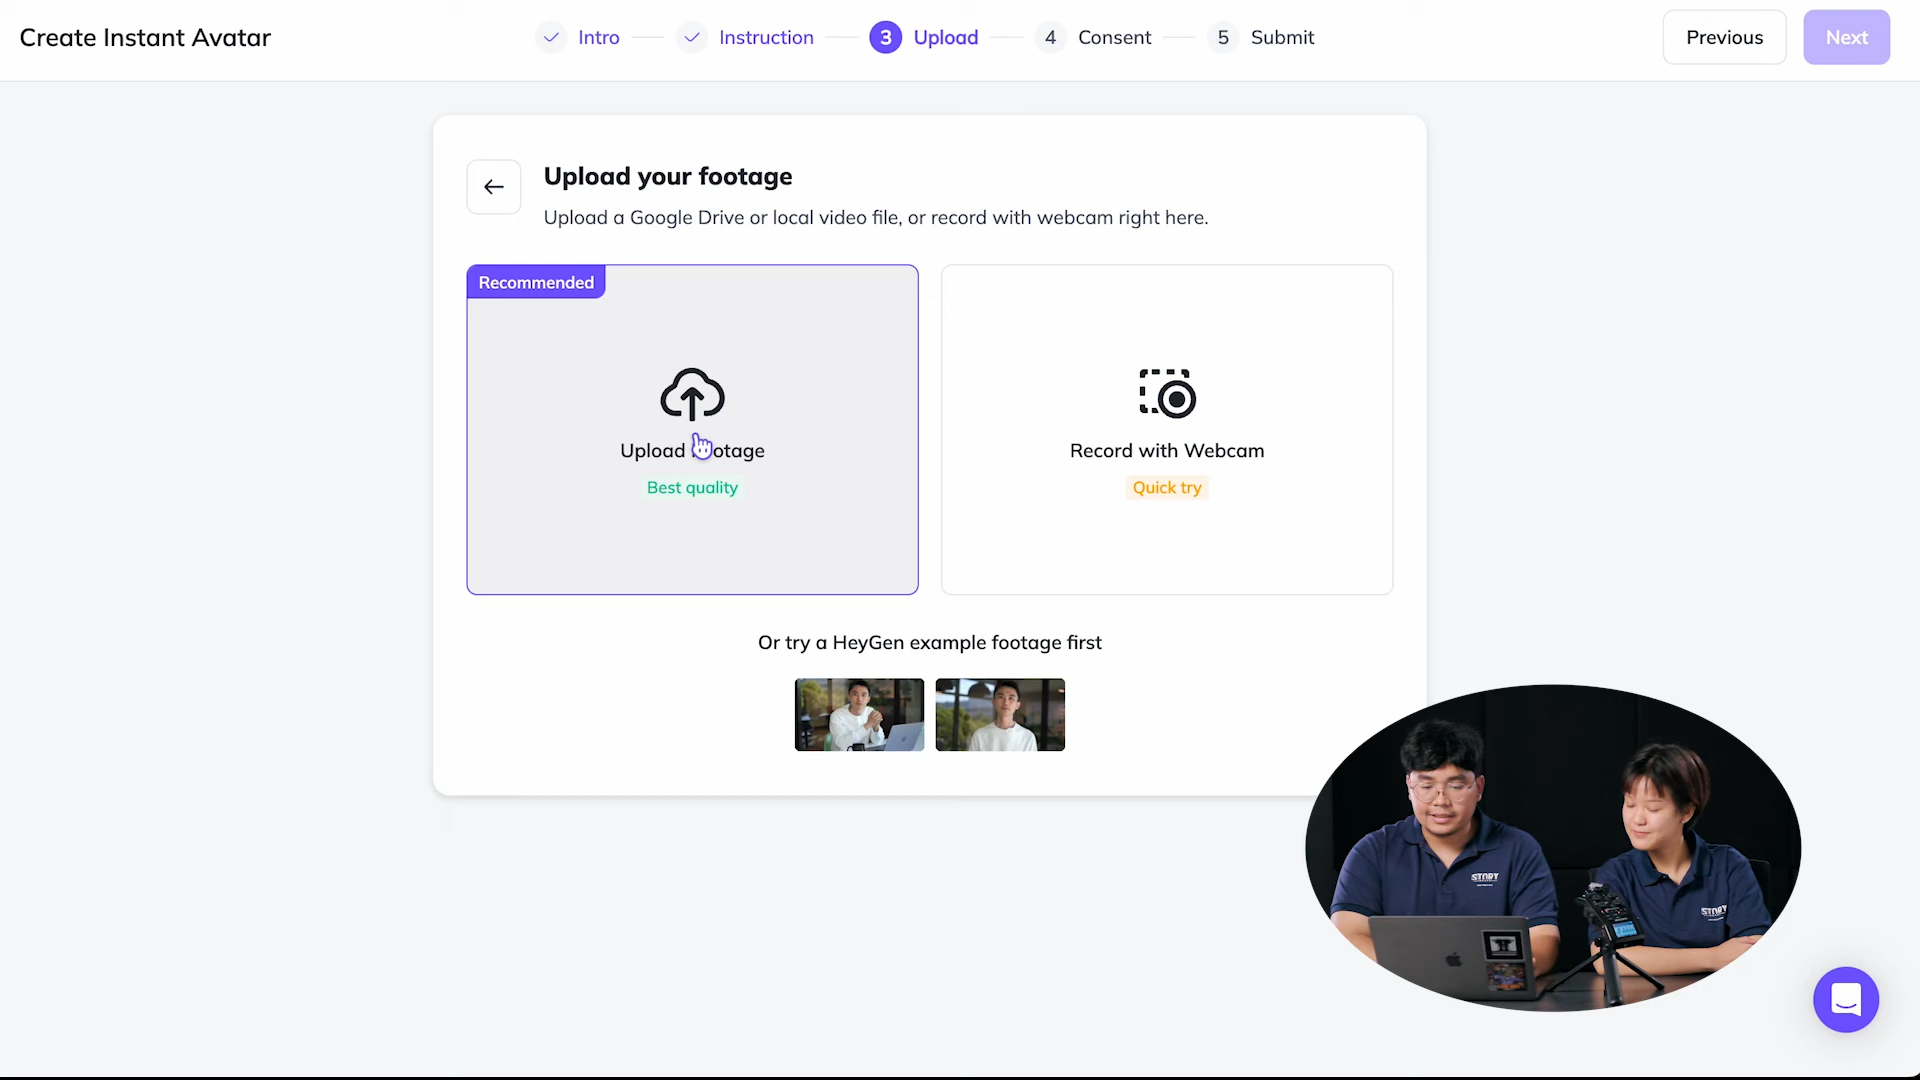 Create Instant Avatar
Intro
Instruction
3 Upload
4 Consent
5 Submit
Previous
Next
Upload your footage
Upload a Google Drive or local video file, or record with webcam right here.
Recommended
Upload
otage
Best quality
Record with Webcam
Quick try
Or try a HeyGen example footage first
STORY
STORY